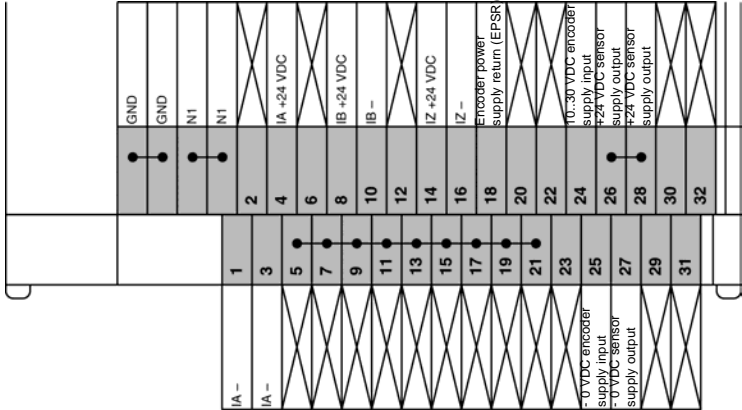 GND
GND
N1
N1
IA +24 VDC
IB +24 VDC
IB –
IZ +24 VDC
IZ –
Encoder power
supply return (EPSR)
10..30 VDC encoder
supply input
+24 VDC sensor
supply output
+24 VDC sensor
supply output
2
4
6
8
10
12
14
16
18
20
22
24
26
28
30
32
1
3
5
7
9
11
13
15
17
19
21
23
25
27
29
31
IA –
IA –
- 0 VDC encoder
supply input
- 0 VDC sensor
supply output